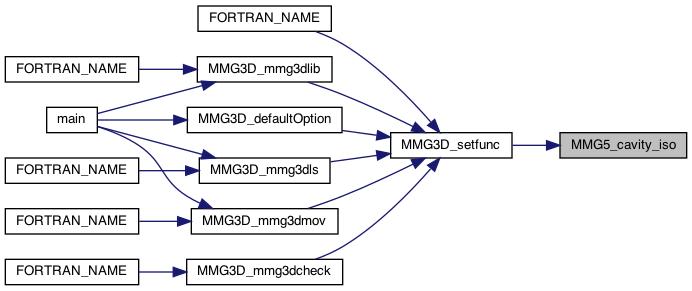 FORTRAN_NAME
FORTRAN_NAME
MMG3D_mmg3dlib
main
MMG3D_defaultOption
MMG3D_setfunc
MMG5_cavity_iso
FORTRAN_NAME
MMG3D_mmg3dls
FORTRAN_NAME
MMG3D_mmg3dmov
FORTRAN_NAME
MMG3D_mmg3dcheck